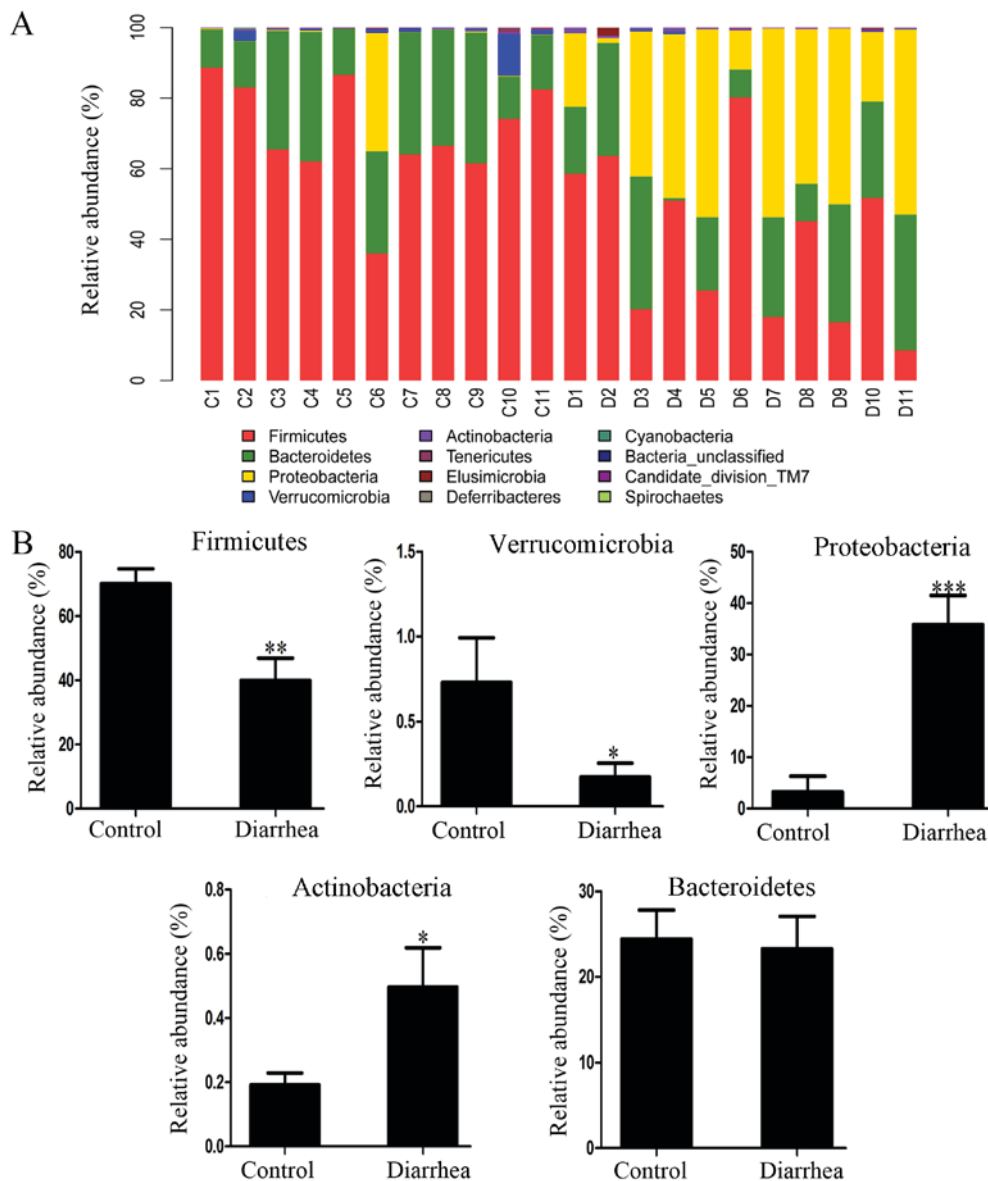 A
Relative abundance (%)
100
80
60
40
20
0
C1 C2 C3 C4 C5 C6 C7 C8 C9 C10 C11 D1 D2 D3 D4 D5 D6 D7 D8 D9 D10 D11
Firmicutes Actinobacteria Cyanobacteria
Bacteroidetes Tenericutes Bacteria_unclassified
Proteobacteria Elusimicrobia Candidate_division_TM7
Verrucomicrobia Deferribacteres Spirochaetes
B
Firmicutes
Relative abundance (%)
80
60
40
20
0
**
Control Diarrhea
Verrucomicrobia
Relative abundance (%)
1.5
1.0
0.5
0.0
*
Control Diarrhea
Proteobacteria
Relative abundance (%)
50
40
30
20
10
0
***
Control Diarrhea
Actinobacteria
Relative abundance (%)
0.8
0.6
0.4
0.2
0.0
*
Control Diarrhea
Bacteroidetes
Relative abundance (%)
30
20
10
0
Control Diarrhea